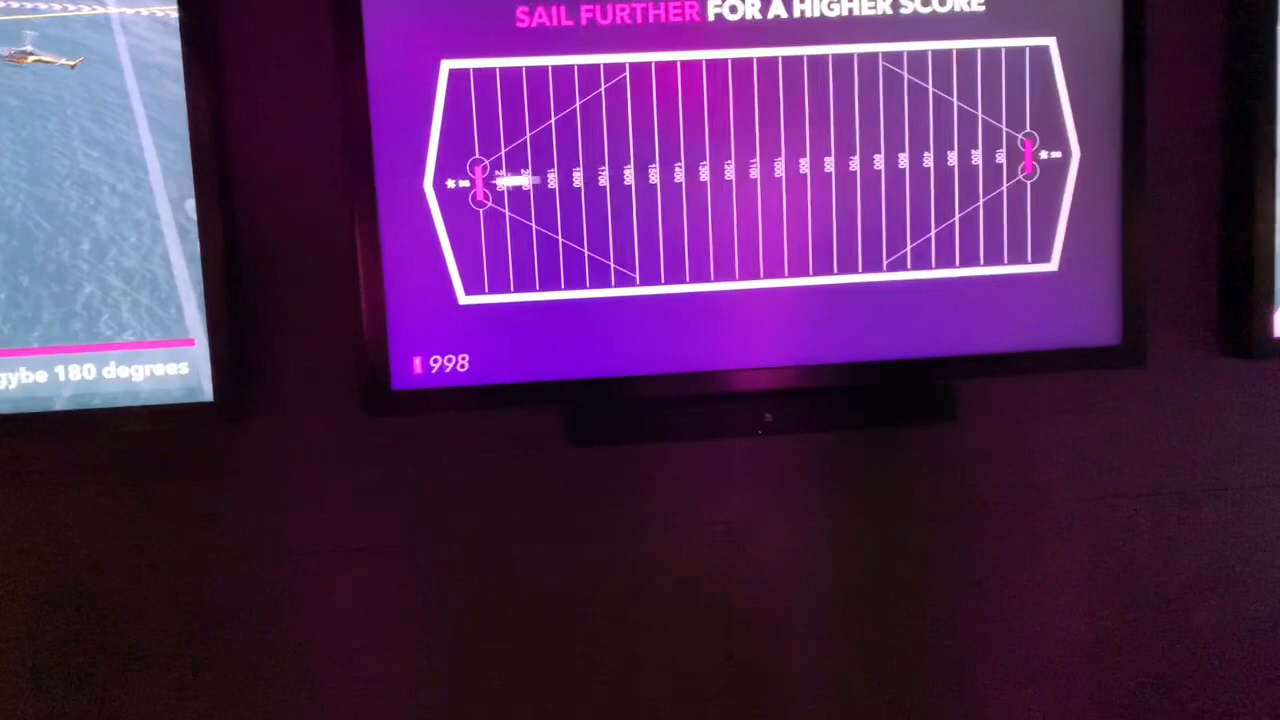 SAIL FURTHER FOR A HIGHER SCORE
1900 1800 1700 1600 1500 1400 1300 1200 1100 1000 900 800 700 600 500 400 300 200 100
998
gybe 180 degrees